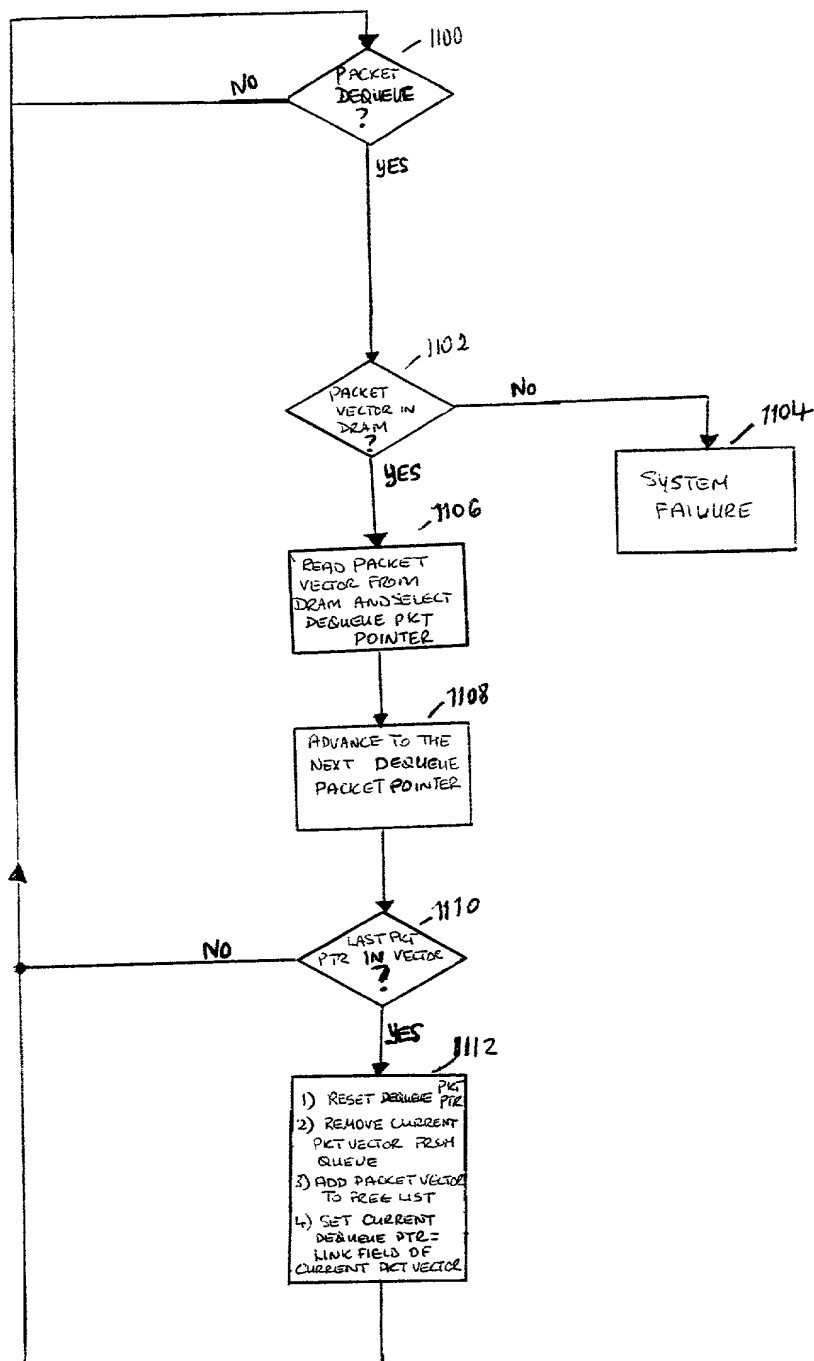 1100
PACKET
DEQUEUE
?
NO
YES
1102
PACKET
VECTOR IN
DRAM
?
NO
YES
1104
SYSTEM
FAILURE
1106
READ PACKET
VECTOR FROM
DRAM AND SELECT
DEQUEUE PKT
POINTER
1108
ADVANCE TO THE
NEXT DEQUEUE
PACKET POINTER
1110
LAST PKT
PTR IN VECTOR
?
NO
YES
1112
1) RESET DEQUEUE PKT PTR
2) REMOVE CURRENT
PKT VECTOR FROM
QUEUE
3) ADD PACKET VECTOR
TO FREE LIST
4) SET CURRENT
DEQUEUE PTR=
LINK FIELD OF
CURRENT PKT VECTOR